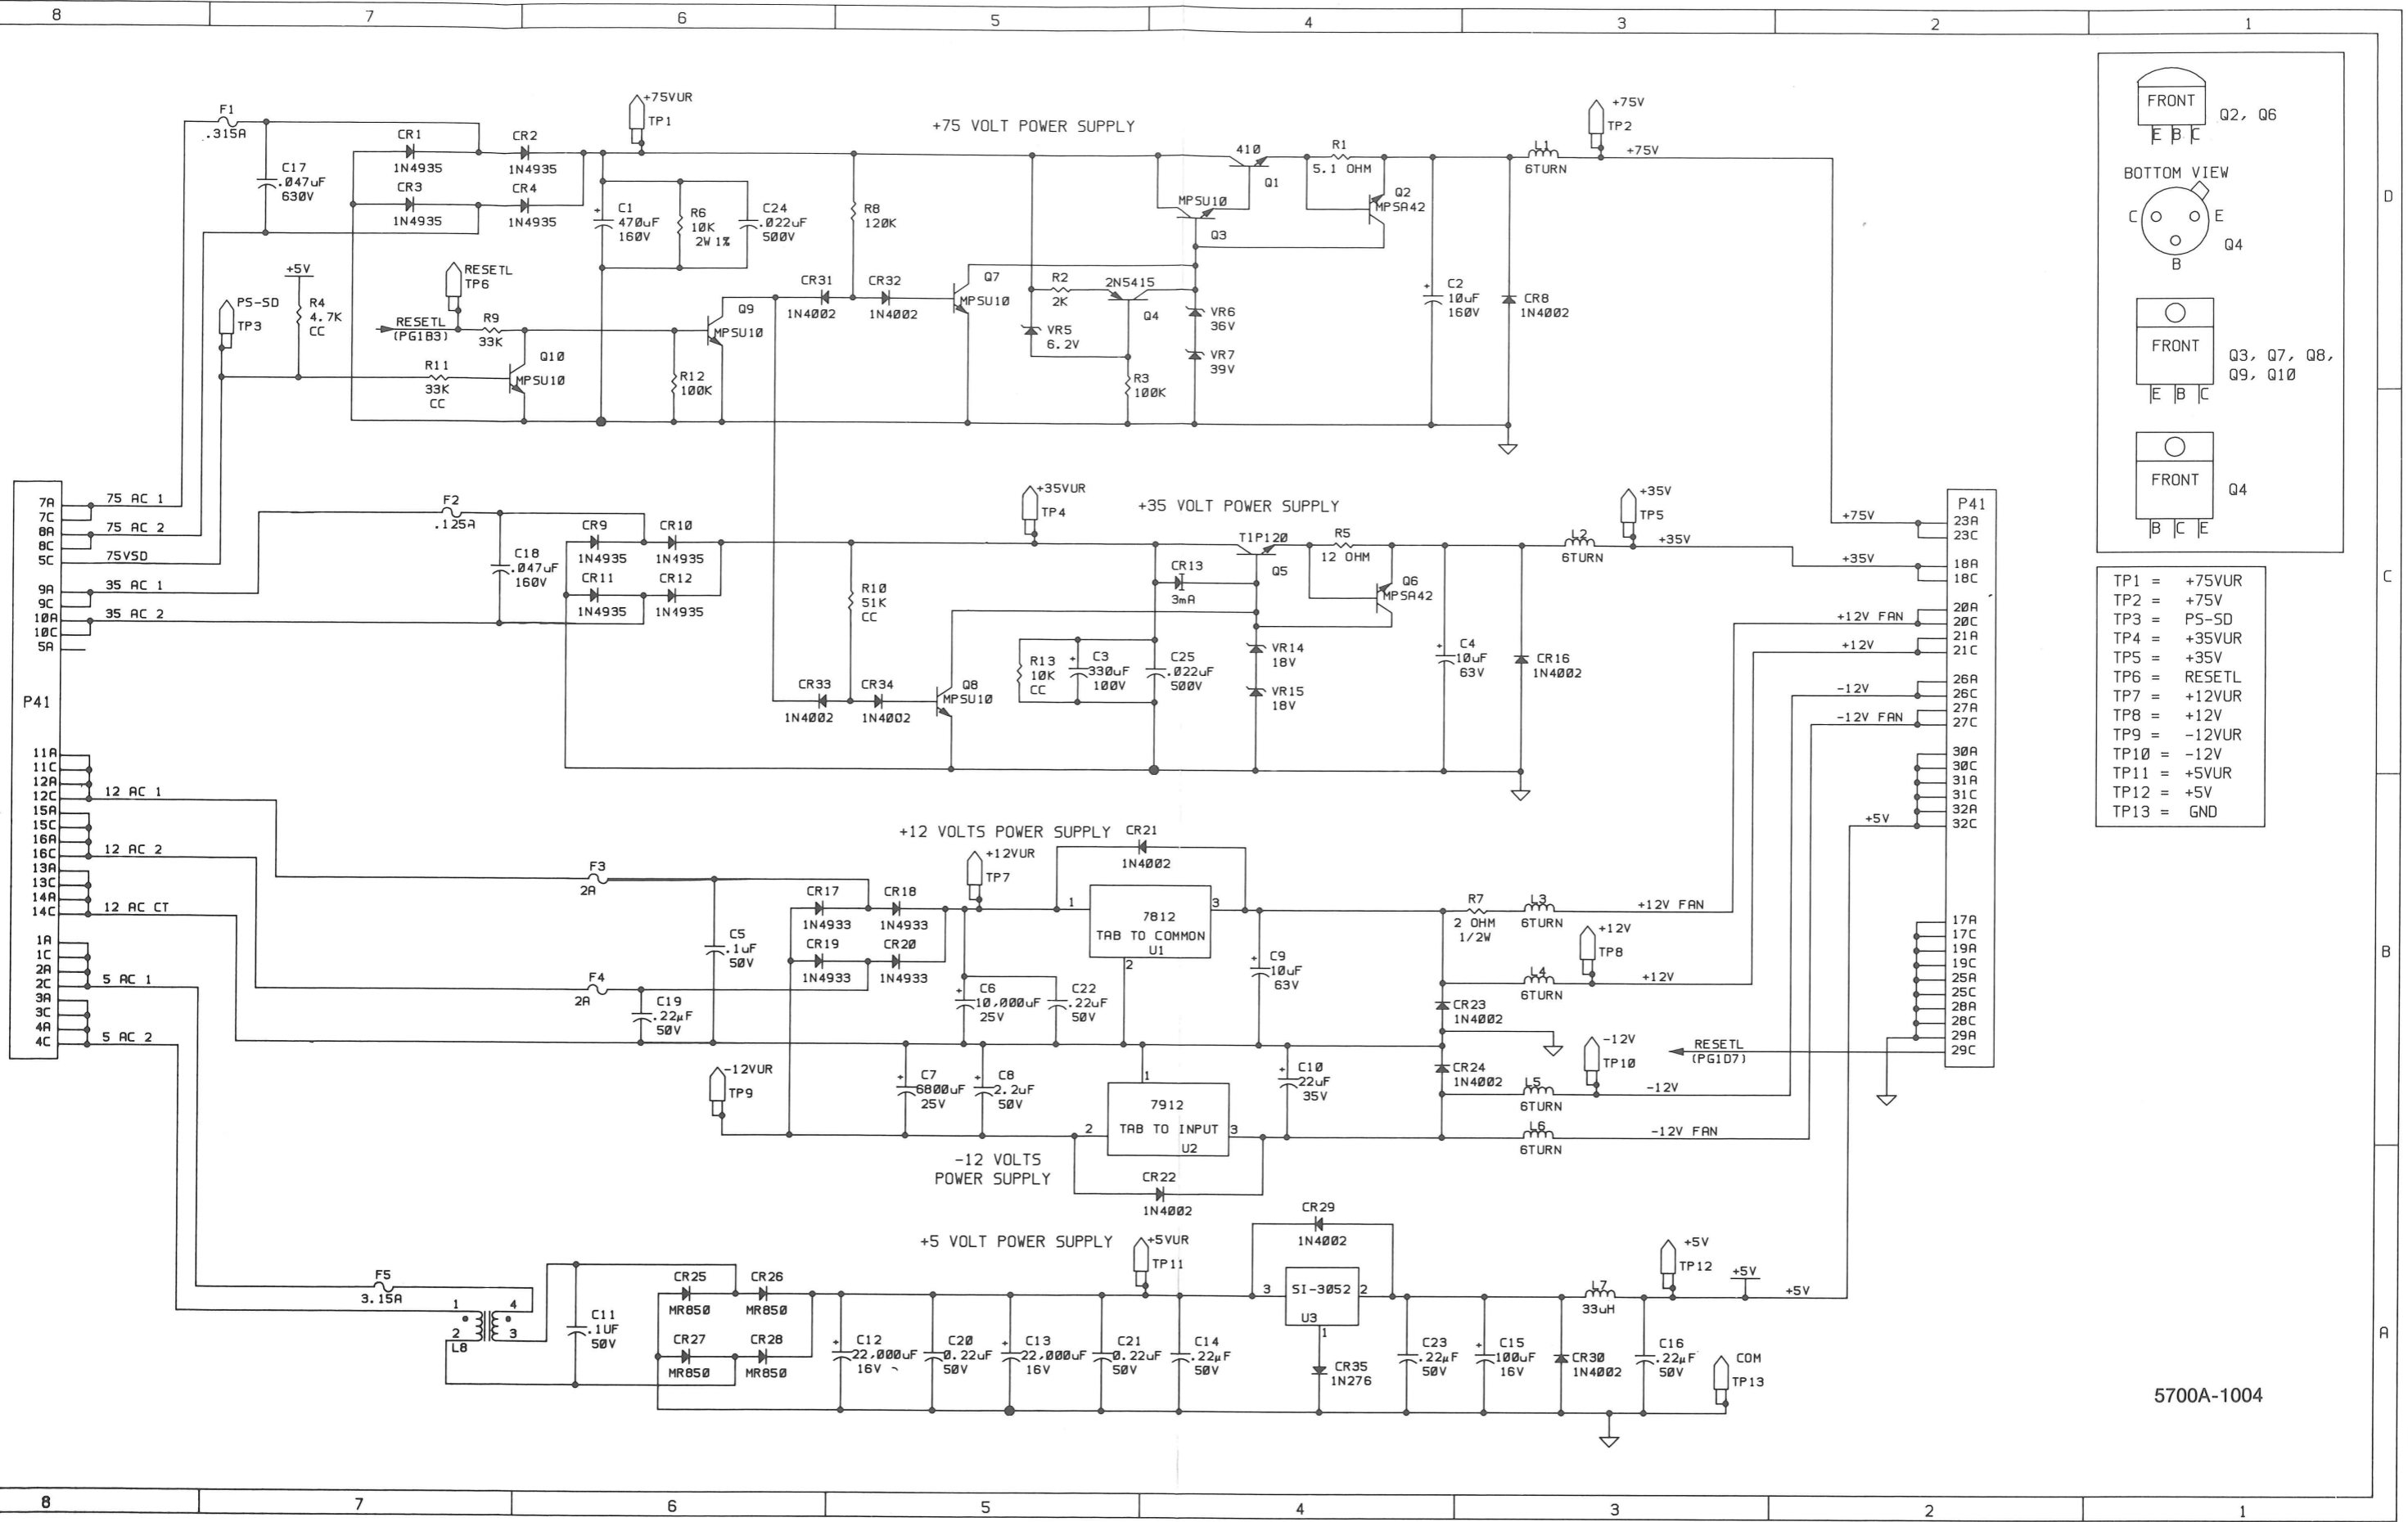 8 7 6 5 4 3 2 1
F1
.315A
C17
.047uF
630V
CR1
1N4935
CR2
1N4935
CR3
1N4935
CR4
1N4935
+75VUR
TP1
+75 VOLT POWER SUPPLY
C1
470uF
160V
R6
10K
2W 1%
C24
.022uF
500V
R8
120K
410
Q1
R1
5.1 OHM
MPSU10
Q3
Q2
MPSA42
L1
6TURN
+75V
TP2
+75V
PS-SD
TP3
+5V
R4
4.7K
CC
RESETL
TP6
RESETL
(PG1B3)
R9
33K
R11
33K
CC
Q10
MPSU10
R12
100K
Q9
MPSU10
CR31
1N4002
CR32
1N4002
Q7
MPSU10
R2
2K
2N5415
Q4
VR5
6.2V
R3
100K
VR6
36V
VR7
39V
C2
10uF
160V
CR8
1N4002
FRONT
E B C
Q2, Q6
BOTTOM VIEW
C E
B
Q4
FRONT
E B C
Q3, Q7, Q8,
Q9, Q10
FRONT
B C E
Q4
D
C
B
A
7A
7C
8A
8C
5C
9A
9C
10A
10C
5A
P41
11A
11C
12A
12C
15A
15C
16A
16C
13A
13C
14A
14C
1A
1C
2A
2C
3A
3C
4A
4C
75 AC 1
75 AC 2
75VSD
35 AC 1
35 AC 2
12 AC 1
12 AC 2
12 AC CT
5 AC 1
5 AC 2
F2
.125A
C18
.047uF
160V
CR9
1N4935
CR10
1N4935
CR11
1N4935
CR12
1N4935
+35VUR
TP4
+35 VOLT POWER SUPPLY
R10
51K
CC
TIP120
Q5
CR13
3mA
R5
12 OHM
Q6
MPSA42
L2
6TURN
+35V
TP5
+35V
CR33
1N4002
CR34
1N4002
Q8
MPSU10
R13
10K
CC
C3
330uF
100V
C25
.022uF
500V
VR14
18V
VR15
18V
C4
10uF
63V
CR16
1N4002
+75V
+35V
+12V FAN
+12V
-12V
-12V FAN
+5V
P41
23A
23C
18A
18C
20A
20C
21A
21C
26A
26C
27A
27C
30A
30C
31A
31C
32A
32C
17A
17C
19A
19C
25A
25C
28A
28C
29A
29C
TP1 = +75VUR
TP2 = +75V
TP3 = PS-SD
TP4 = +35VUR
TP5 = +35V
TP6 = RESETL
TP7 = +12VUR
TP8 = +12V
TP9 = -12VUR
TP10 = -12V
TP11 = +5VUR
TP12 = +5V
TP13 = GND
+12 VOLTS POWER SUPPLY
CR21
1N4002
+12VUR
TP7
F3
2A
F4
2A
C5
.1uF
50V
C19
.22µF
50V
CR17
1N4933
CR18
1N4933
CR19
1N4933
CR20
1N4933
1
7812
TAB TO COMMON
U1
3
2
C6
10,000uF
25V
C22
.22uF
50V
C9
10uF
63V
R7
2 OHM
1/2W
L3
6TURN
+12V FAN
+12V
TP8
L4
6TURN
+12V
CR23
1N4002
CR24
1N4002
-12V
TP10
L5
6TURN
-12V
L6
6TURN
-12V FAN
RESETL
(PG1D7)
-12VUR
TP9
C7
6800uF
25V
C8
2.2uF
50V
1
7912
TAB TO INPUT
U2
2
3
C10
22uF
35V
-12 VOLTS
POWER SUPPLY
CR22
1N4002
CR29
1N4002
+5 VOLT POWER SUPPLY
+5VUR
TP11
F5
3.15A
1
4
2
3
L8
C11
.1UF
50V
CR25
MR850
CR26
MR850
CR27
MR850
CR28
MR850
C12
22,000uF
16V
C20
0.22uF
50V
C13
22,000uF
16V
C21
0.22uF
50V
C14
.22µF
50V
3
SI-3052
2
U3
1
CR35
1N276
C23
.22µF
50V
C15
100uF
16V
CR30
1N4002
L7
33uH
C16
.22µF
50V
+5V
TP12
+5V
+5V
COM
TP13
5700A-1004
8 7 6 5 4 3 2 1